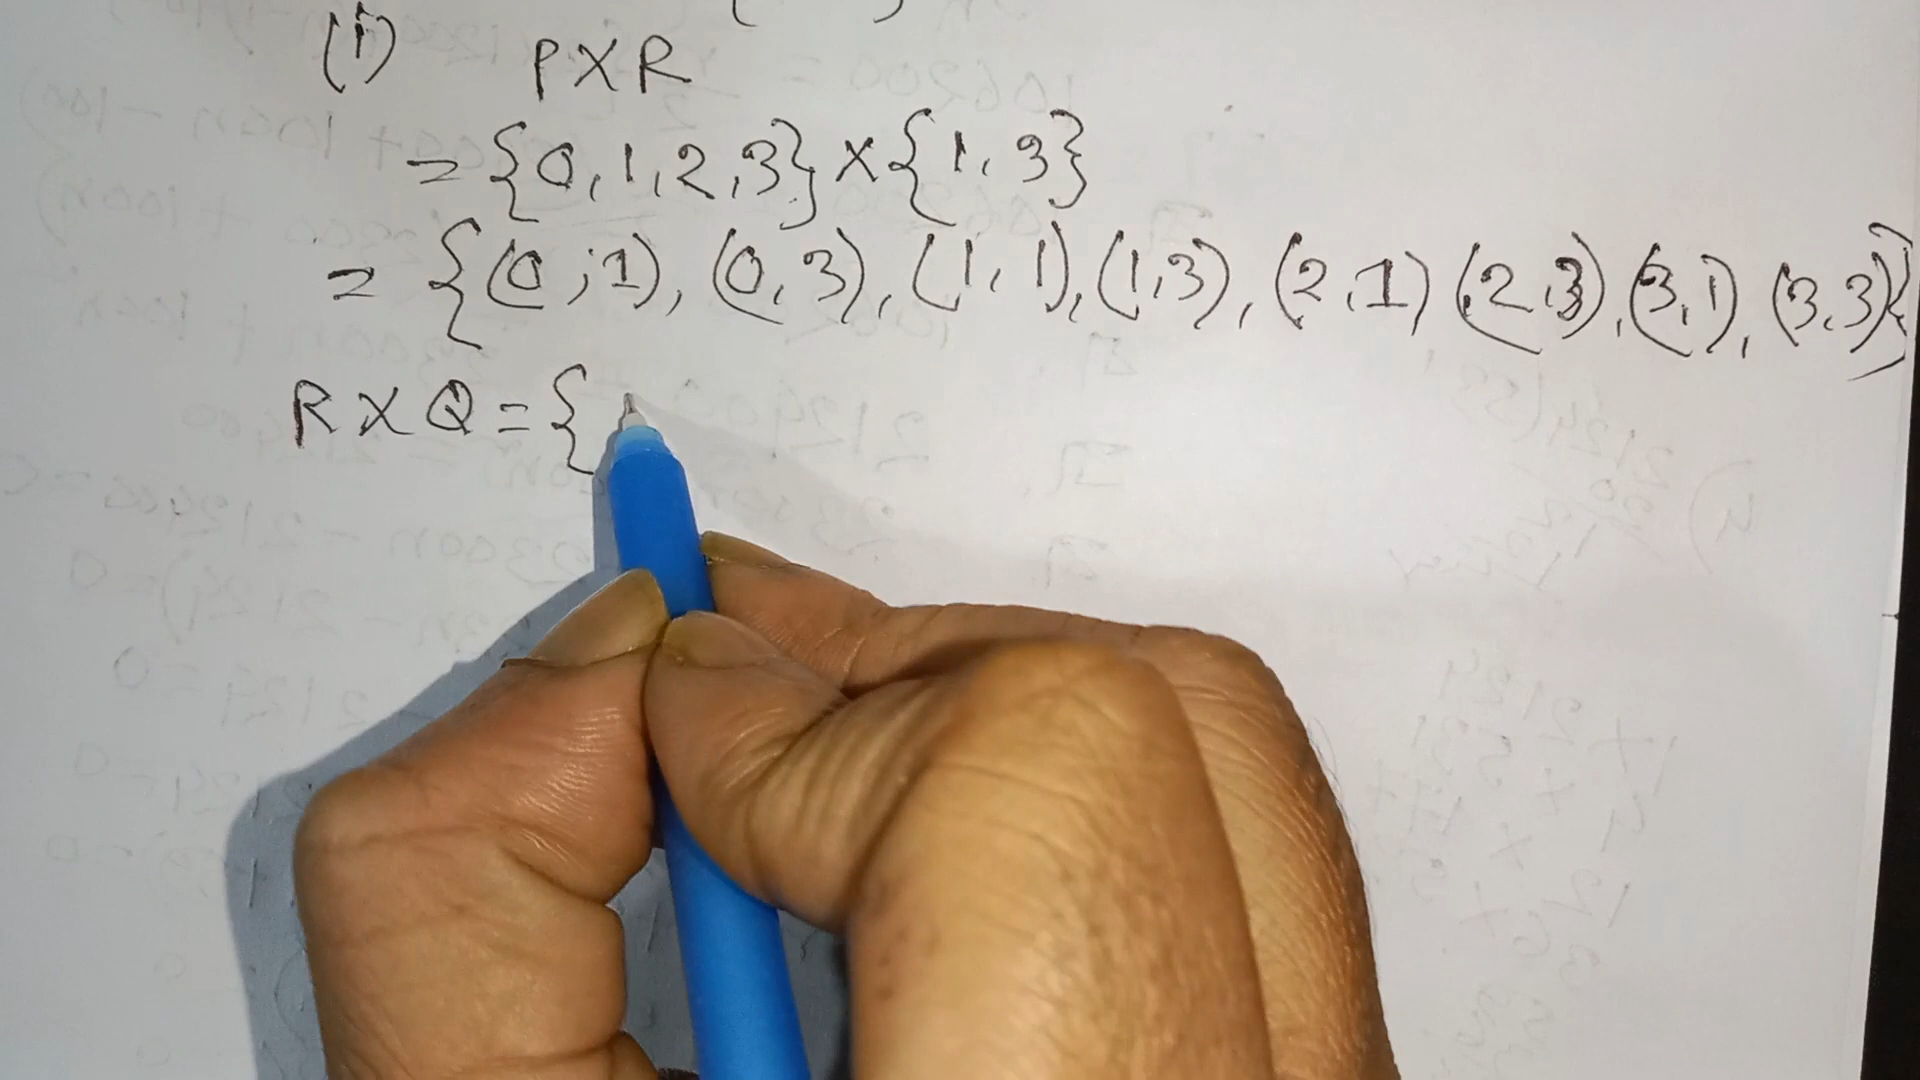 (i) P X R
= {0, 1, 2, 3} X {1, 3}
= {(0, 1), (0, 3), (1, 1), (1, 3), (2, 1) (2, 3), (3, 1), (3, 3)}
R X Q = {